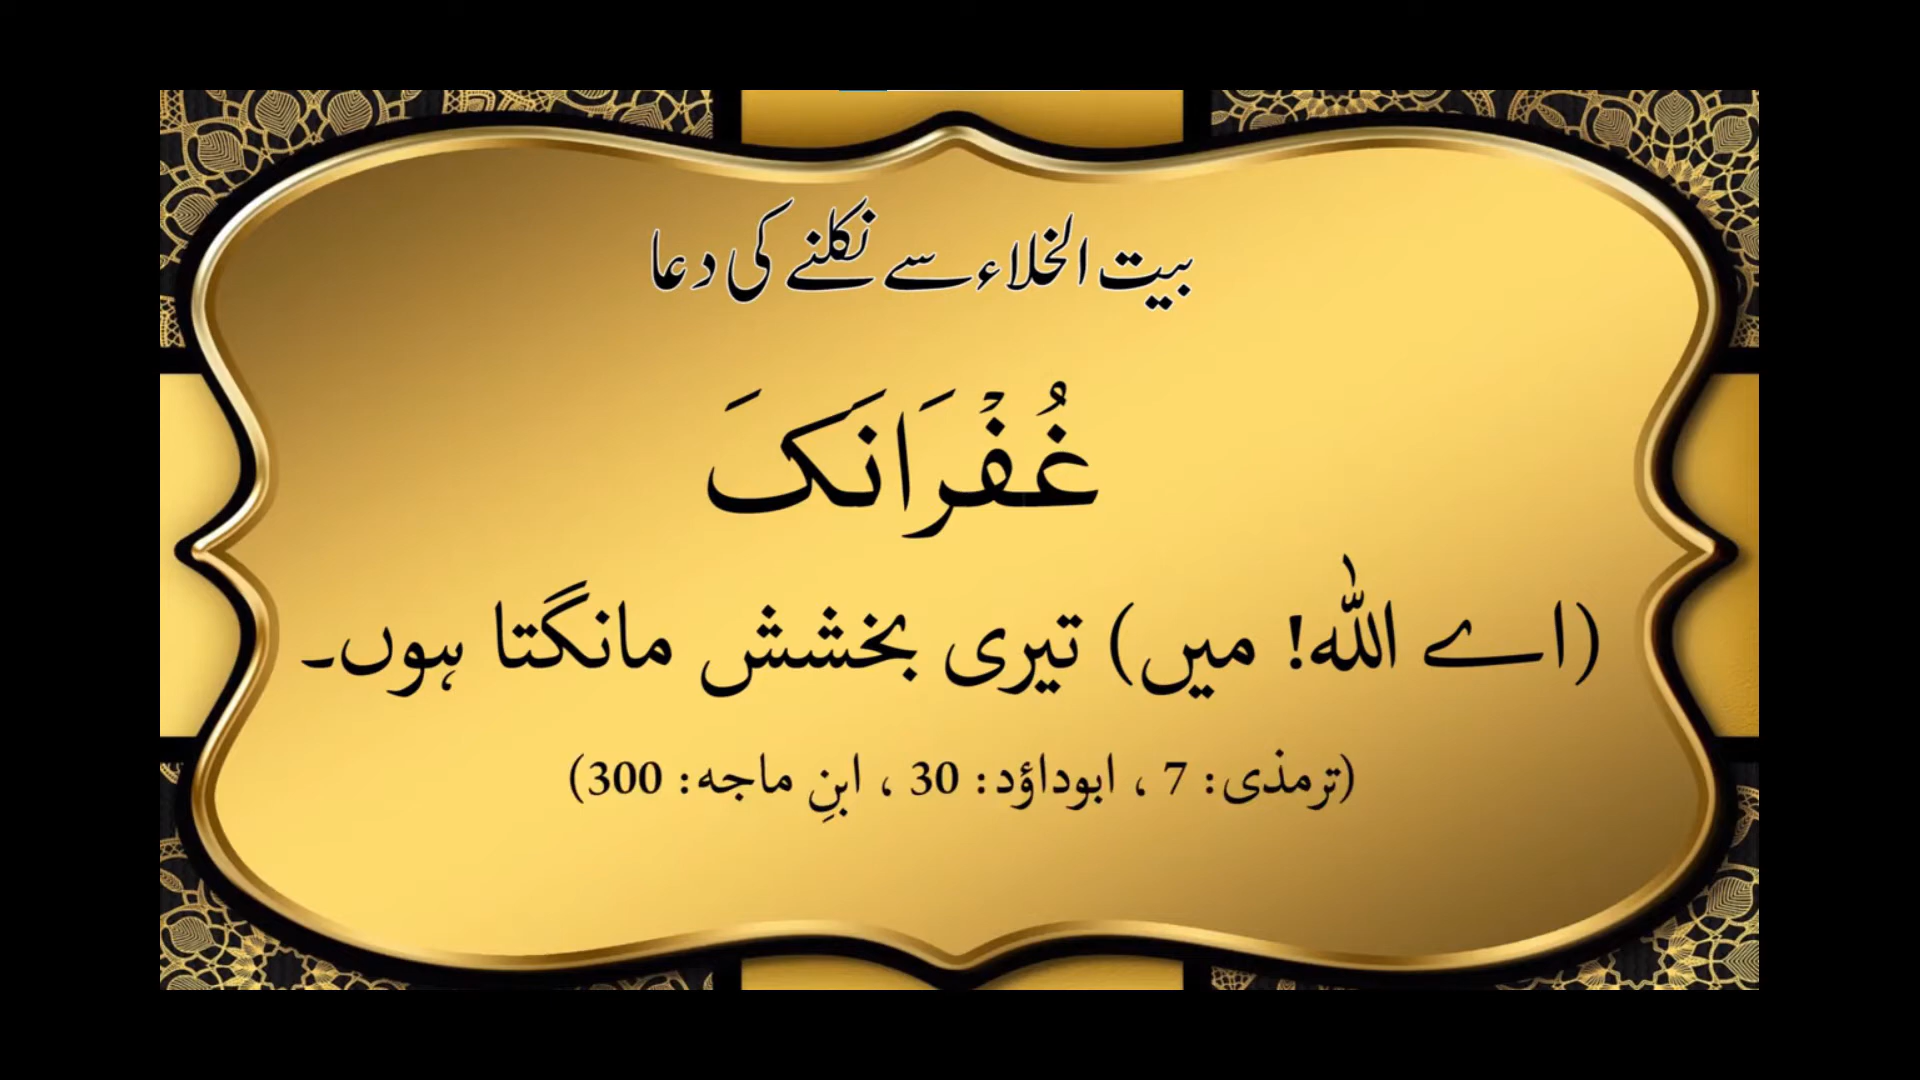 بیت الخلاء سے نکلنے کی دعا
غُفْرَانَکَ
(اے اللہ! میں) تیری بخشش مانگتا ہوں۔
(ترمذی: 7 ، ابوداؤد: 30 ، ابنِ ماجہ: 300)